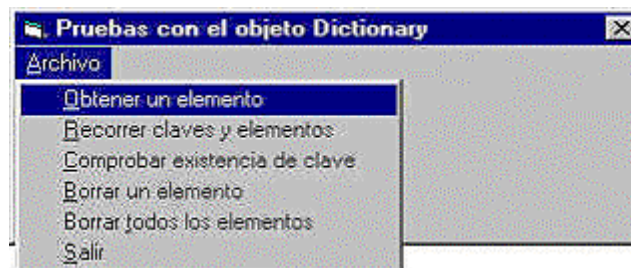 Pruebas con el objeto Dictionary
Archivo
Obtener un elemento
Recorrer claves y elementos
Comprobar existencia de clave
Borrar un elemento
Borrar todos los elementos
Salir